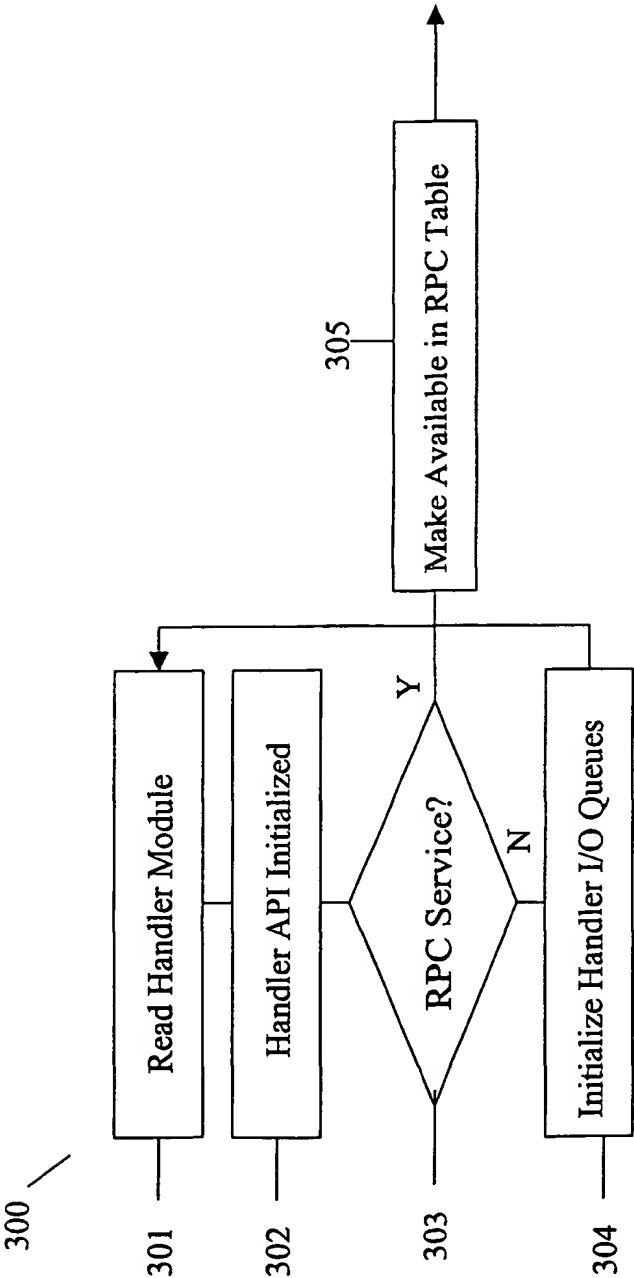 300
301
Read Handler Module
302
Handler API Initialized
303
RPC Service?
Y
N
304
Initialize Handler I/O Queues
305
Make Available in RPC Table